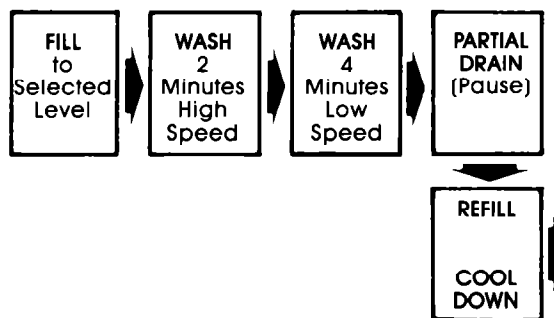 FILL
to
Selected
Level
WASH
2
Minutes
High
Speed
WASH
4
Minutes
Low
Speed
PARTIAL
DRAIN
(Pause)
REFILL
COOL
DOWN